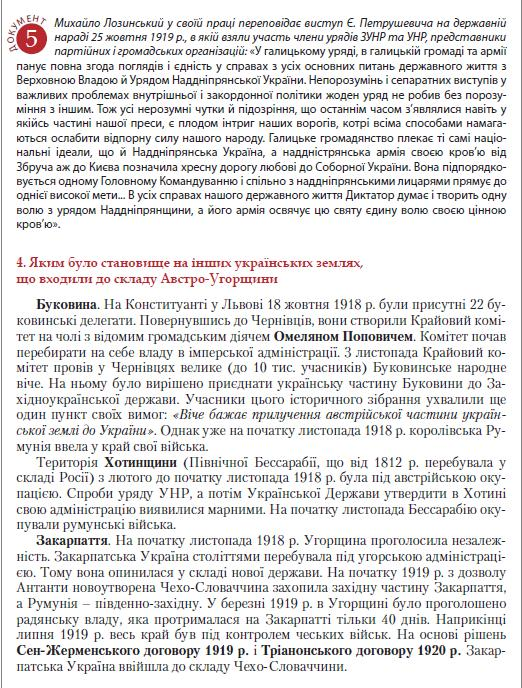 ДОКУМЕНТ
5
Михайло Лозинський у своїй праці переповідає виступ Є. Петрушевича на державній
нараді 25 жовтня 1919 р., в якій взяли участь члени урядів ЗУНР та УНР, представники
партійних і громадських організацій: «У галицькому уряді, в галицькій громаді та армії
панує повна згода поглядів і єдність у справах з усіх основних питань державного життя з
Верховною Владою й Урядом Наддніпрянської України. Непорозумінь і сепаратних виступів у
важливих проблемах внутрішньої і закордонної політики жоден уряд не робив без порозу-
міння з іншим. Тож усі нерозумні чутки й підозріння, що останнім часом з’являлися навіть у
якійсь частині нашої преси, є плодом інтриг наших ворогів, котрі всіма способами намага-
ються ослабити відпорну силу нашого народу. Галицьке громадянство плекає ті самі націо-
нальні ідеали, що й Наддніпрянська Україна, а наддністрянська армія своєю кров’ю від
Збруча аж до Києва позначила хресну дорогу любові до Соборної України. Вона підпорядко-
вується одному Головному Командуванню і спільно з наддніпрянськими лицарями прямує до
однієї високої мети... В усіх справах нашого державного життя Диктатор думає і творить одну
волю з урядом Наддніпрянщини, а його армія освячує цю святу єдину волю своєю цінною
кров’ю».
4. Яким було становище на інших українських землях,
що входили до складу Австро-Угорщини
Буковина. На Конституанті у Львові 18 жовтня 1918 р. були присутні 22 бу-
ковинські делегати. Повернувшись до Чернівців, вони створили Крайовий комі-
тет на чолі з відомим громадським діячем Омеляном Поповичем. Комітет почав
перебирати на себе владу в імперської адміністрації. 3 листопада Крайовий ко-
мітет провів у Чернівцях велике (до 10 тис. учасників) Буковинське народне
віче. На ньому було вирішено приєднати українську частину Буковини до За-
хідноукраїнської держави. Учасники цього історичного зібрання ухвалили ще
один пункт своїх вимог: «Віче бажає прилучення австрійської частини україн-
ської землі до України». Однак уже на початку листопада 1918 р. королівська Ру-
мунія ввела у край свої війська.
Територія Хотинщини (Північної Бессарабії, що від 1812 р. перебувала у
складі Росії) з лютого до початку листопада 1918 р. була під австрійською оку-
пацією. Спроби уряду УНР, а потім Української Держави утвердити в Хотині
свою адміністрацію виявилися марними. На початку листопада Бессарабію оку-
пували румунські війська.
Закарпаття. На початку листопада 1918 р. Угорщина проголосила незалеж-
ність. Закарпатська Україна століттями перебувала під угорською адміністраці-
єю. Тому вона опинилася у складі нової держави. На початку 1919 р. з дозволу
Антанти новоутворена Чехо-Словаччина захопила західну частину Закарпаття,
а Румунія – південно-західну. У березні 1919 р. в Угорщині було проголошено
радянську владу, яка протрималася на Закарпатті тільки 40 днів. Наприкінці
липня 1919 р. весь край був під контролем чеських військ. На основі рішень
Сен-Жерменського договору 1919 р. і Тріанонського договору 1920 р. Закар-
патська Україна ввійшла до складу Чехо-Словаччини.